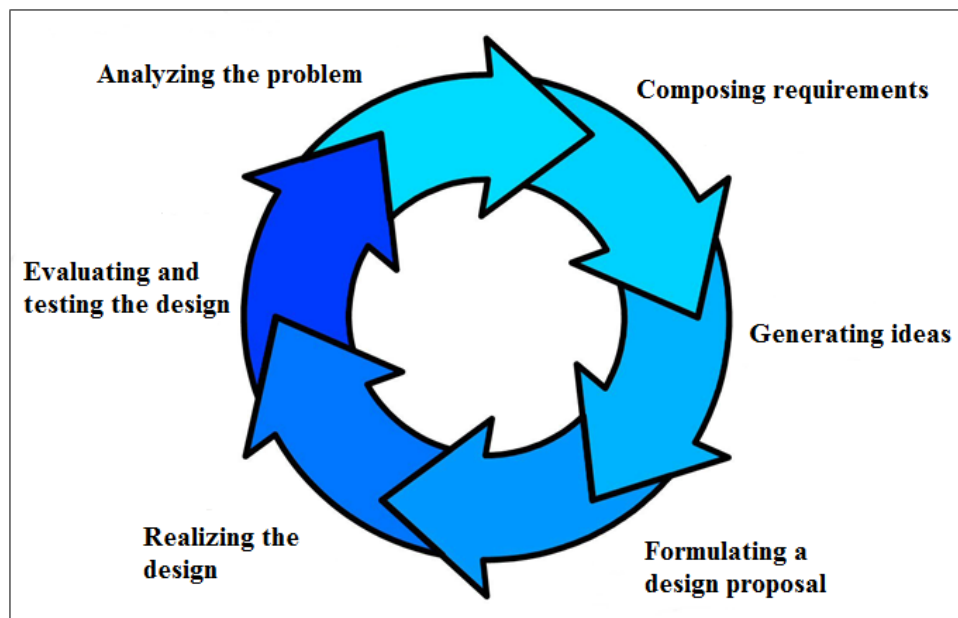 Analyzing the problem
Composing requirements
Generating ideas
Formulating a
design proposal
Realizing the
design
Evaluating and
testing the design